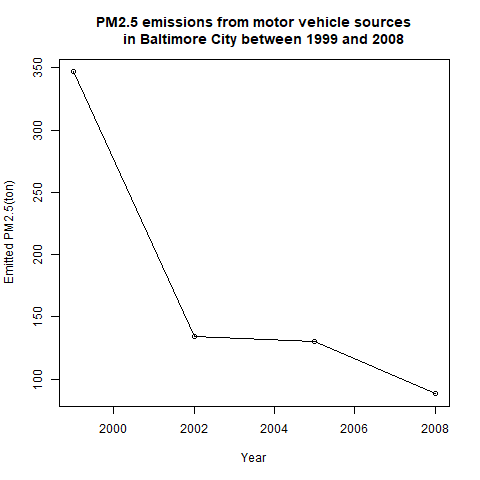 PM2.5 emissions from motor vehicle sources
in Baltimore City between 1999 and 2008
Emitted PM2.5(ton)
350
300
250
200
150
100
2000 2002 2004 2006 2008
Year